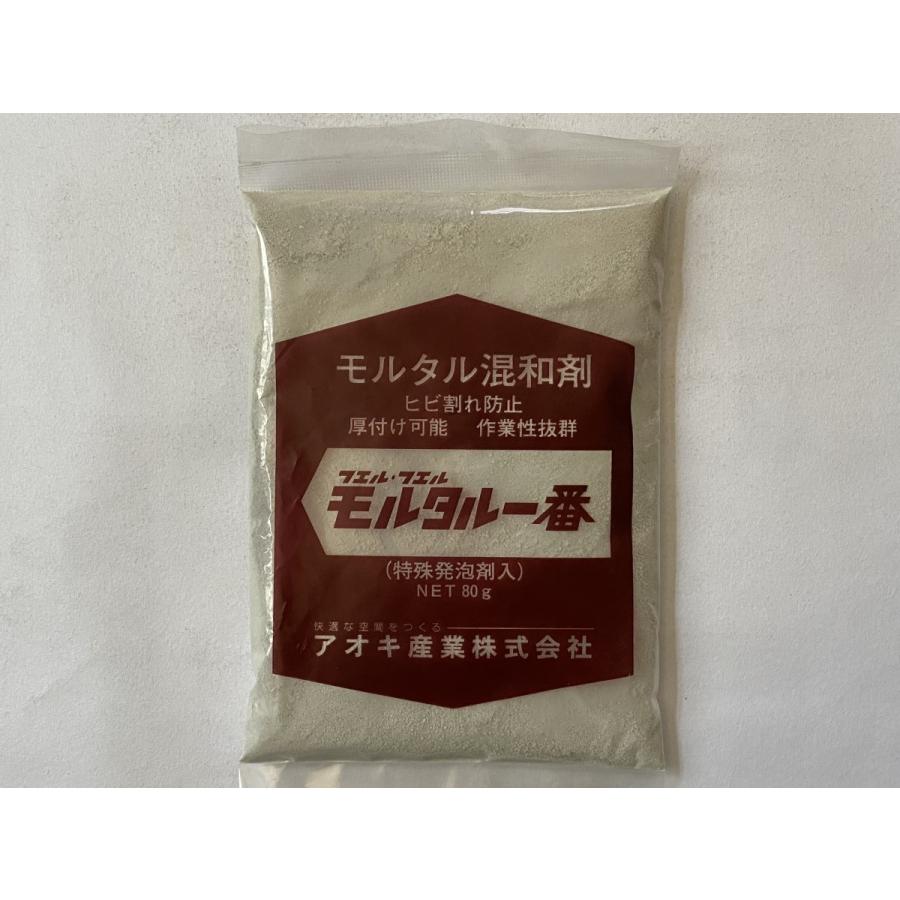 モルタル混和剤
ヒビ割れ防止
厚付け可能 作業性抜群
フエル・フエル
モルタル一番
（特殊発泡剤入）
NET 80g
快適な空間をつくる
アオキ産業株式会社